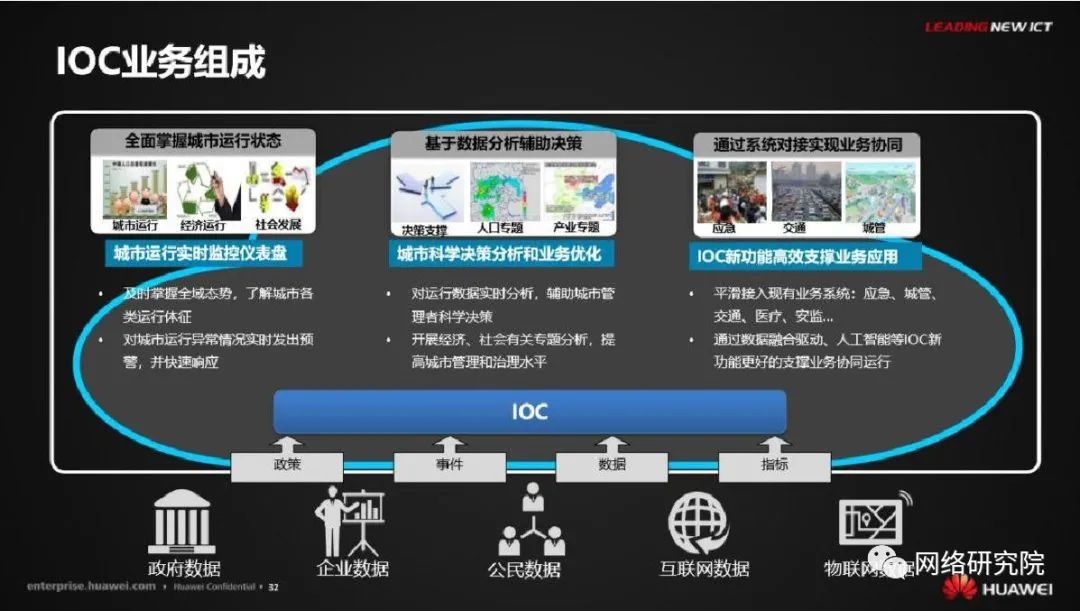 LEADING NEW ICT
IOC业务组成
全面掌握城市运行状态
城市运行
经济运行
社会发展
城市运行实时监控仪表盘
• 及时掌握全域态势，了解城市各
类运行体征
• 对城市运行异常情况实时发出预
警，并快速响应
基于数据分析辅助决策
决策支撑
人口专题
产业专题
城市科学决策分析和业务优化
• 对运行数据实时分析，辅助城市管
理者科学决策
• 开展经济、社会有关专题分析，提
高城市管理和治理水平
通过系统对接实现业务协同
应急
交通
城管
IOC新功能高效支撑业务应用
• 平滑接入现有业务系统：应急、城管、
交通、医疗、安监...
• 通过数据融合驱动、人工智能等IOC新
功能更好的支撑业务协同运行
IOC
政策
事件
数据
指标
政府数据
企业数据
公民数据
互联网数据
物联网数据
网络研究院
enterprise.huawei.com • Huawei Confidential • 32
HUAWEI